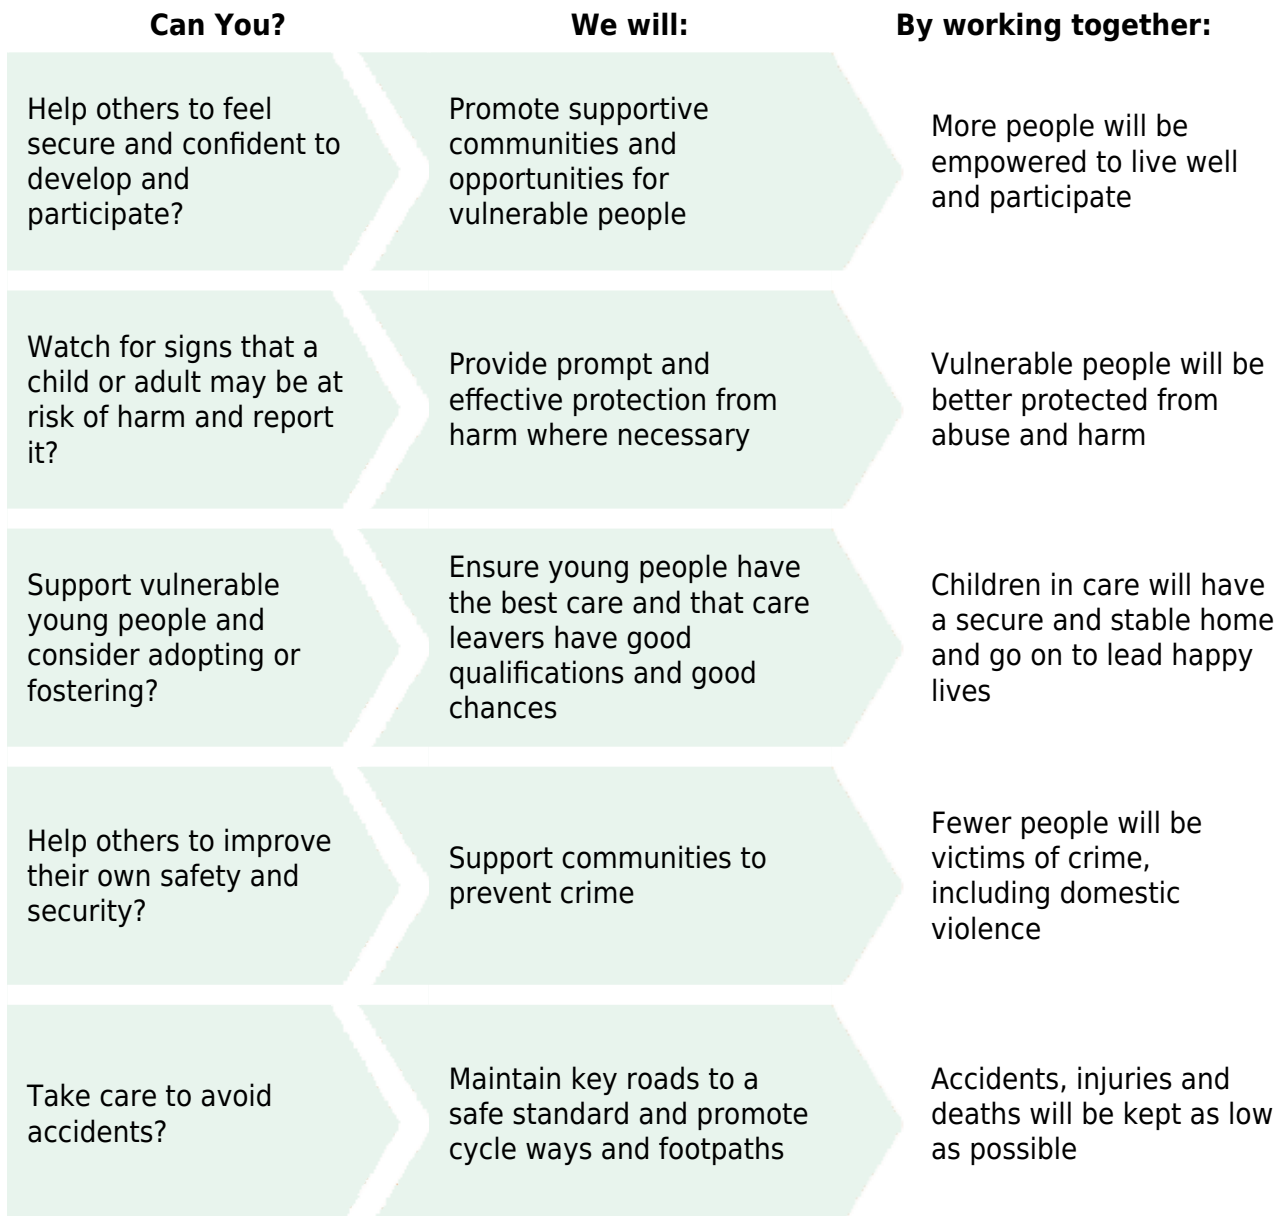 Can You?
We will:
By working together:
Help others to feel
secure and confident to
develop and
participate?
Promote supportive
communities and
opportunities for
vulnerable people
More people will be
empowered to live well
and participate
Watch for signs that a
child or adult may be at
risk of harm and report
it?
Provide prompt and
effective protection from
harm where necessary
Vulnerable people will be
better protected from
abuse and harm
Support vulnerable
young people and
consider adopting or
fostering?
Ensure young people have
the best care and that care
leavers have good
qualifications and good
chances
Children in care will have
a secure and stable home
and go on to lead happy
lives
Help others to improve
their own safety and
security?
Support communities to
prevent crime
Fewer people will be
victims of crime,
including domestic
violence
Take care to avoid
accidents?
Maintain key roads to a
safe standard and promote
cycle ways and footpaths
Accidents, injuries and
deaths will be kept as low
as possible